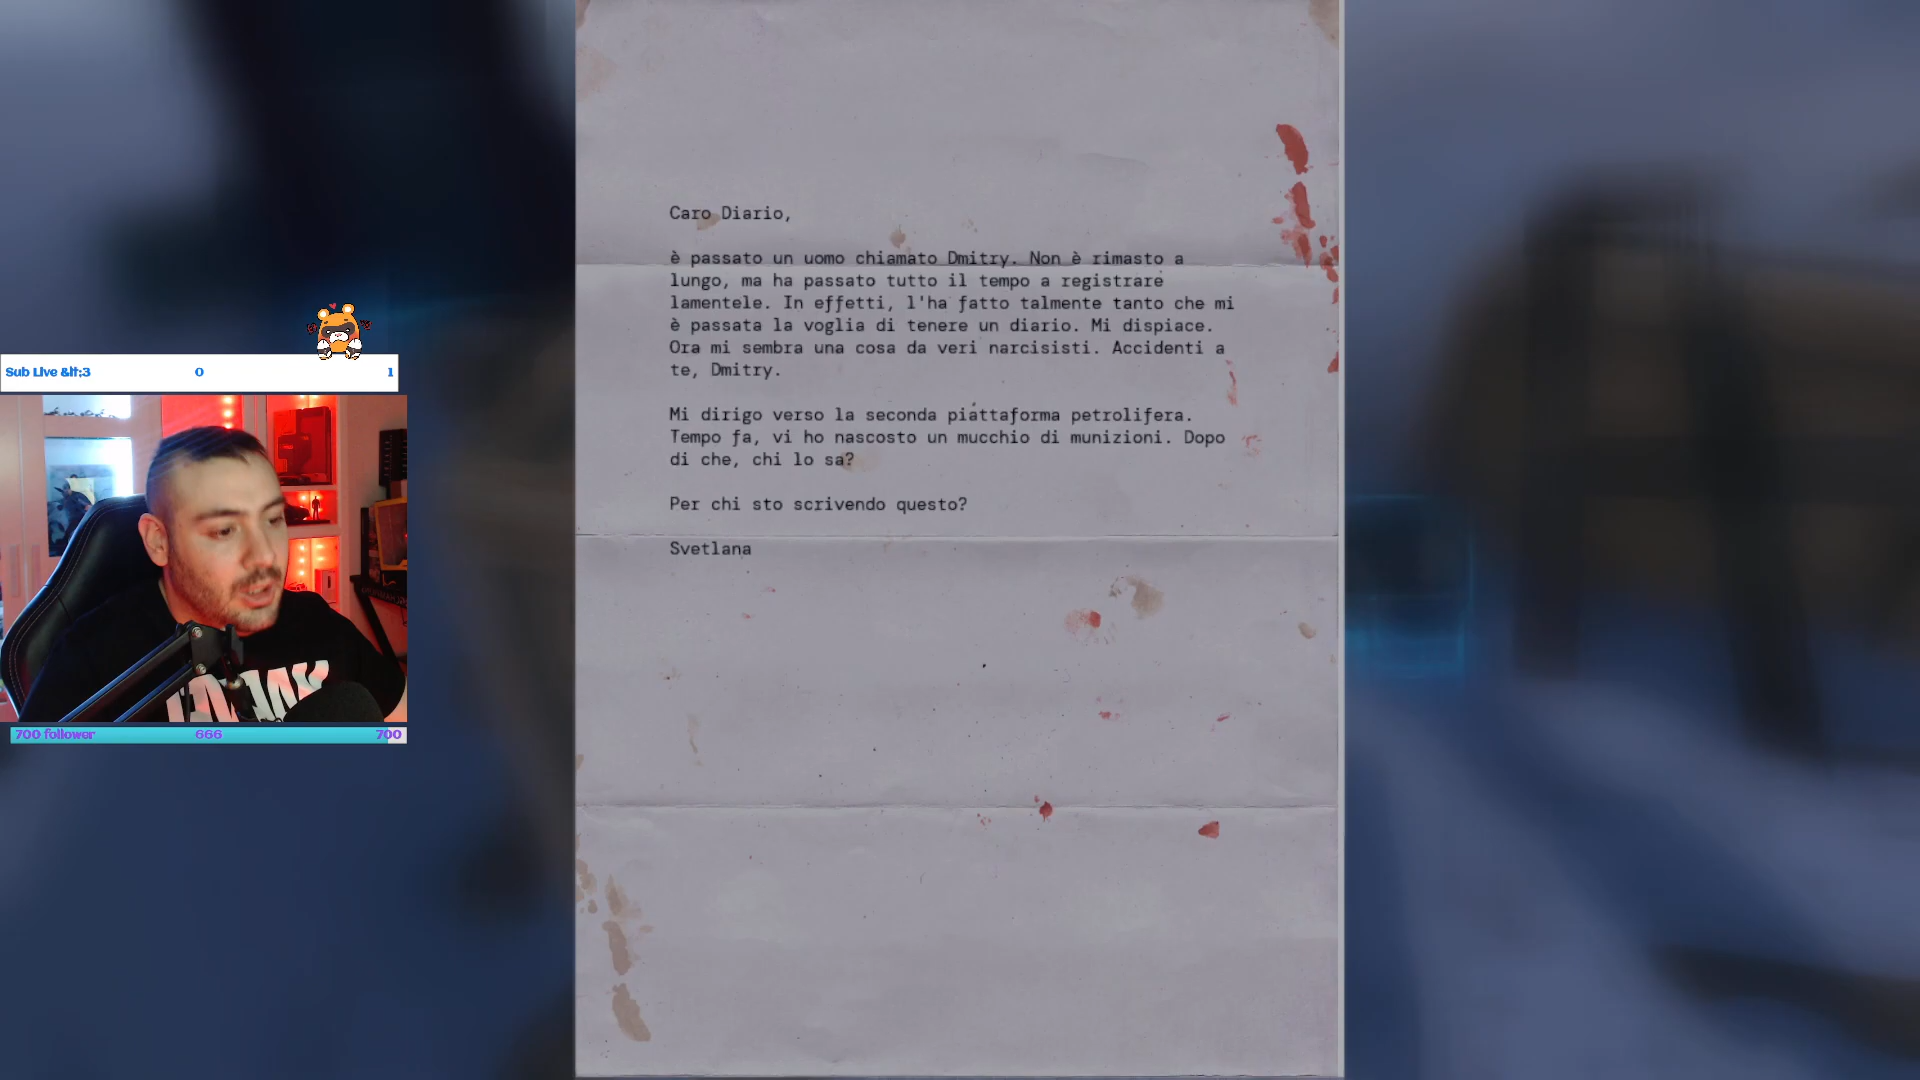 Caro Diario,
è passato un uomo chiamato Dmitry. Non è rimasto a
lungo, ma ha passato tutto il tempo a registrare
lamentele. In effetti, l'ha fatto talmente tanto che mi
è passata la voglia di tenere un diario. Mi dispiace.
Ora mi sembra una cosa da veri narcisisti. Accidenti a
te, Dmitry.
Mi dirigo verso la seconda piattaforma petrolifera.
Tempo fa, vi ho nascosto un mucchio di munizioni. Dopo
di che, chi lo sa?
Per chi sto scrivendo questo?
Svetlana
Sub Live &lt;3 0 1
700 follower 666 700